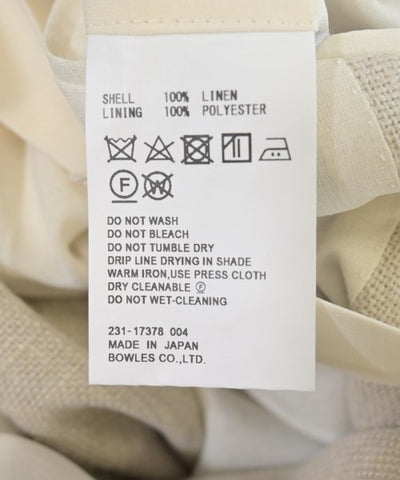 SHELL 100% LINEN
LINING 100% POLYESTER
F W
DO NOT WASH
DO NOT BLEACH
DO NOT TUMBLE DRY
DRIP LINE DRYING IN SHADE
WARM IRON,USE PRESS CLOTH
DRY CLEANABLE Ⓕ
DO NOT WET-CLEANING
231-17378 004
MADE IN JAPAN
BOWLES CO.,LTD.